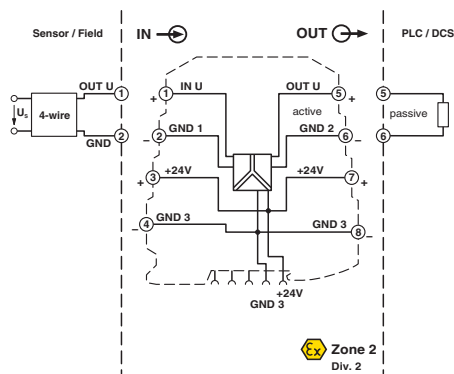 Sensor / Field
IN
OUT
PLC / DCS
OUT U
1
+
1
IN U
OUT U
5
+
5
Us
4-wire
active
passive
GND
2
–
2
GND 1
GND 2
6
–
6
+
3
+24V
+24V
7
+
–
4
GND 3
GND 3
8
–
+24V
GND 3
Ex
Zone 2
Div. 2